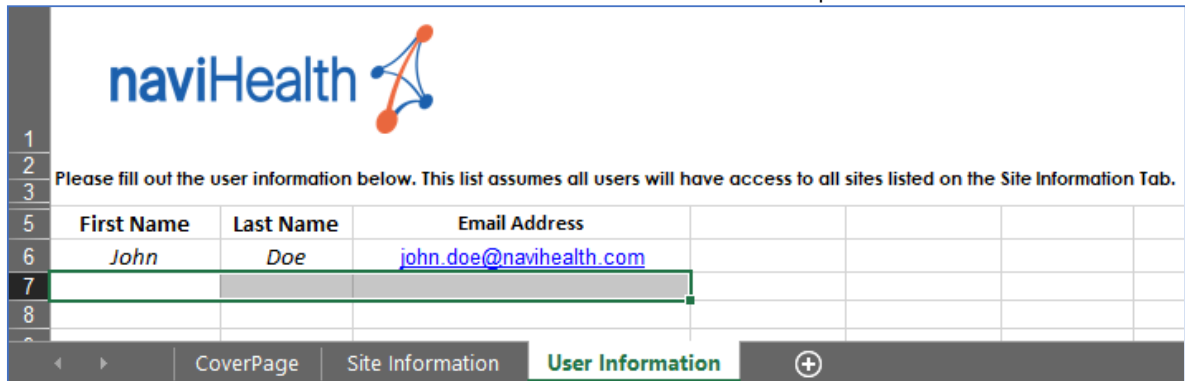 naviHealth
1
2
Please fill out the user information below. This list assumes all users will have access to all sites listed on the Site Information Tab.
3
5 First Name Last Name Email Address
6 John Doe john.doe@navihealth.com
7
8
CoverPage Site Information User Information